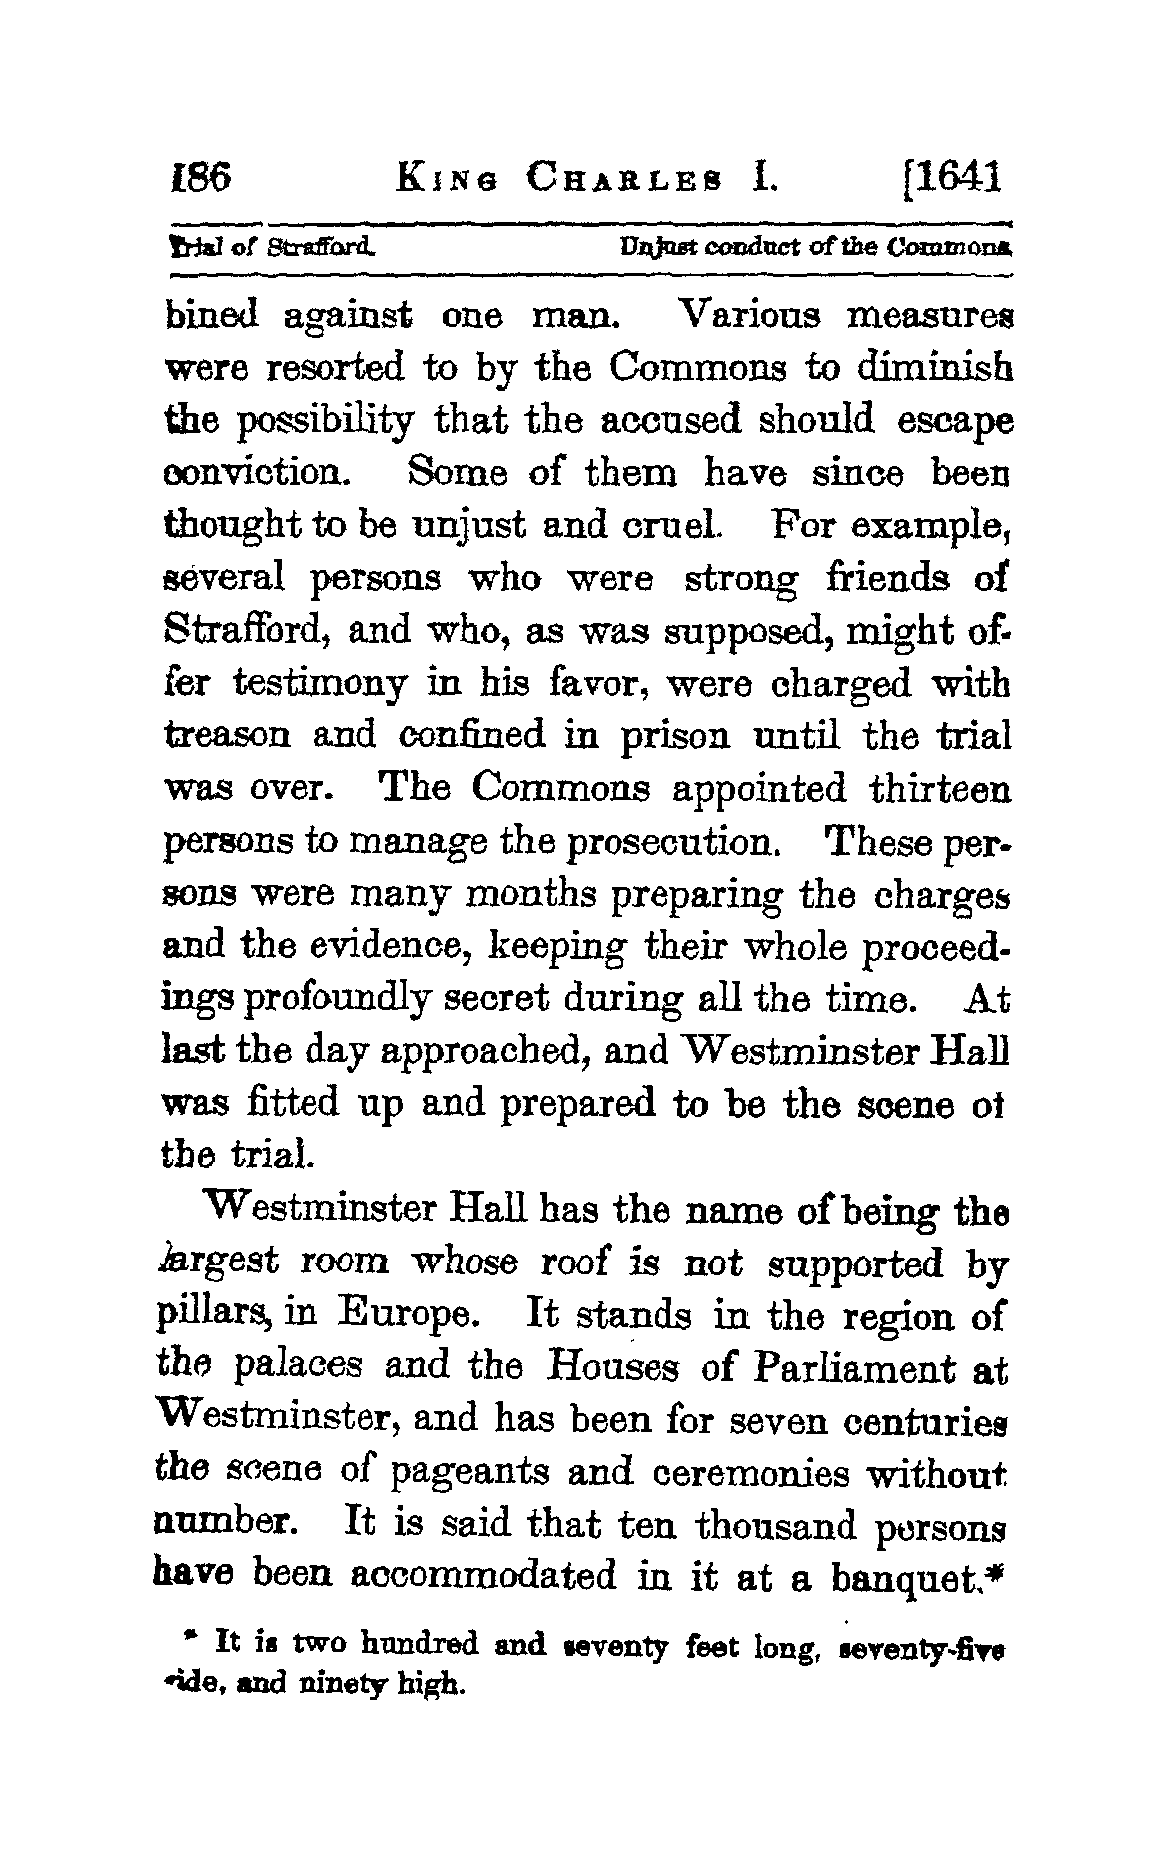 186 King Charles I. [1641
Trial of Strafford. Unjust conduct of the Commons.
bined against one man. Various measures
were resorted to by the Commons to diminish
the possibility that the accused should escape
conviction. Some of them have since been
thought to be unjust and cruel. For example,
several persons who were strong friends of
Strafford, and who, as was supposed, might of-
fer testimony in his favor, were charged with
treason and confined in prison until the trial
was over. The Commons appointed thirteen
persons to manage the prosecution. These per-
sons were many months preparing the charges
and the evidence, keeping their whole proceed-
ings profoundly secret during all the time. At
last the day approached, and Westminster Hall
was fitted up and prepared to be the scene of
the trial.
Westminster Hall has the name of being the
largest room whose roof is not supported by
pillars, in Europe. It stands in the region of
the palaces and the Houses of Parliament at
Westminster, and has been for seven centuries
the scene of pageants and ceremonies without
number. It is said that ten thousand persons
have been accommodated in it at a banquet.*
* It is two hundred and seventy feet long, seventy-five
wide, and ninety high.